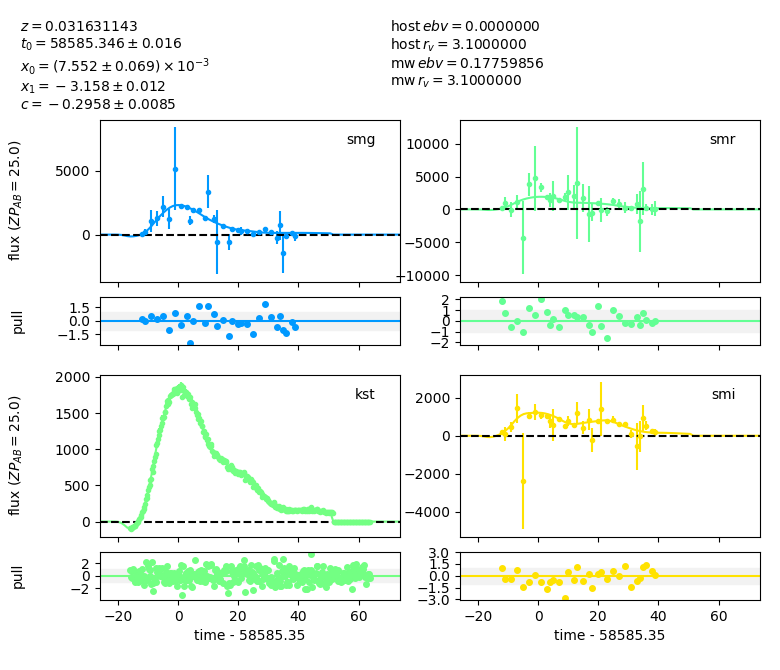 z = 0.031631143
t₀ = 58585.346 ± 0.016
x₀ = (7.552 ± 0.069) × 10⁻³
x₁ = −3.158 ± 0.012
c = −0.2958 ± 0.0085
host ebv = 0.0000000
host r_v = 3.1000000
mw ebv = 0.17759856
mw r_v = 3.1000000
smg
5000
0
flux (ZP_AB = 25.0)
smr
10000
5000
0
−5000
−10000
1.5
0.0
−1.5
pull
2
1
0
−1
−2
kst
2000
1500
1000
500
0
flux (ZP_AB = 25.0)
smi
2000
0
−2000
−4000
2
0
−2
pull
−20 0 20 40 60
time - 58585.35
3.0
1.5
0.0
−1.5
−3.0
−20 0 20 40 60
time - 58585.35